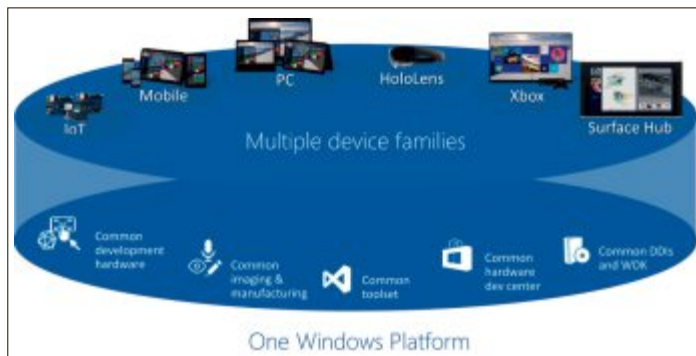 IoT
Mobile
PC
HoloLens
Xbox
Surface Hub
Multiple device families
Common
development
hardware
Common
imaging &
manufacturing
Common
toolset
Common
hardware
dev center
Common DDIs
and WDK
One Windows Platform